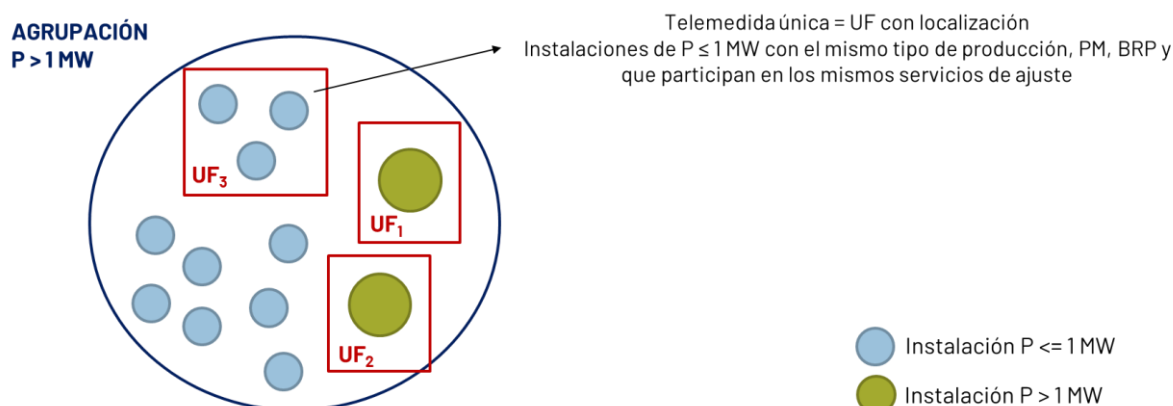 AGRUPACIÓN
P > 1 MW
Telemedida única = UF con localización
Instalaciones de P ≤ 1 MW con el mismo tipo de producción, PM, BRP y
que participan en los mismos servicios de ajuste
UF₃
UF₁
UF₂
Instalación P <= 1 MW
Instalación P > 1 MW